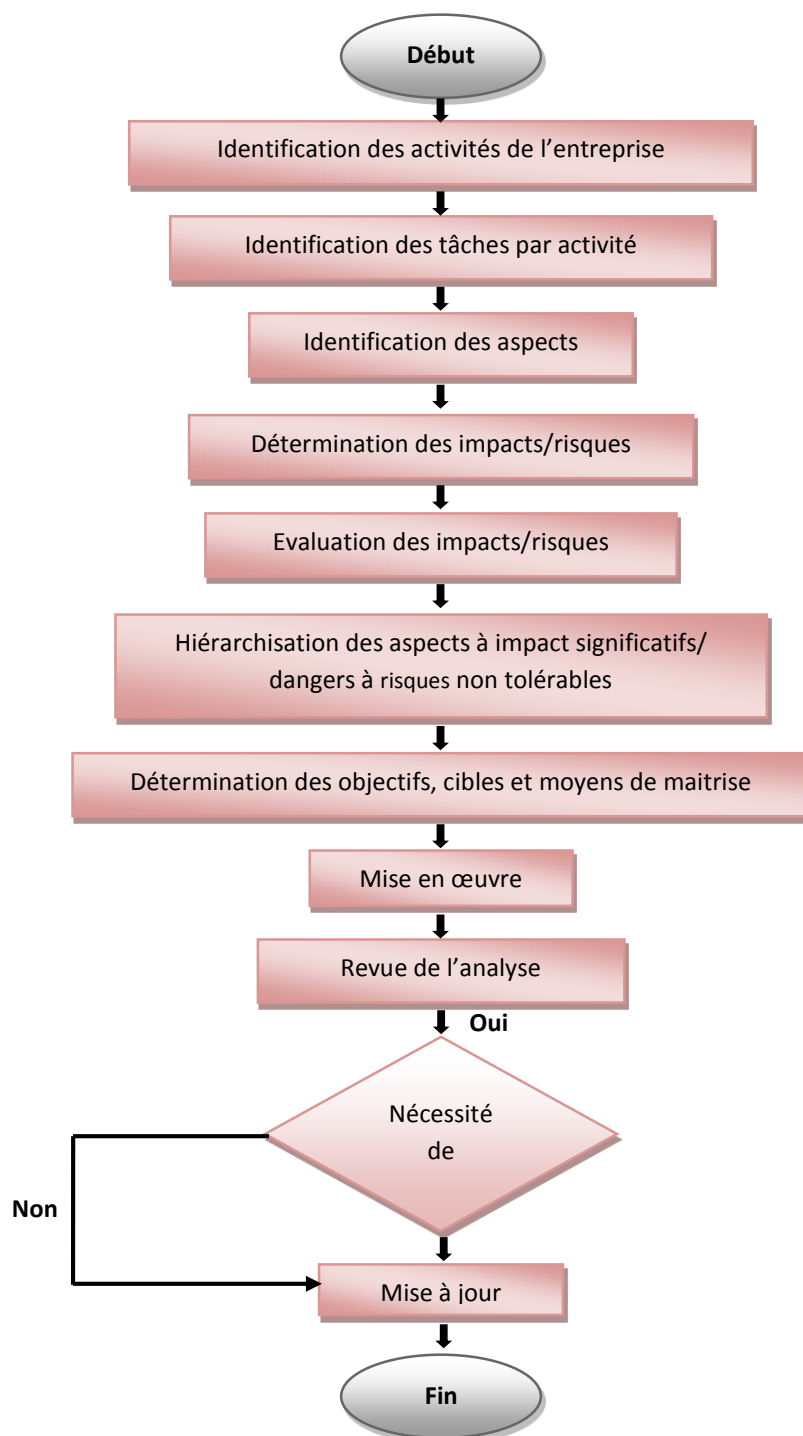 Début
Identification des activités de l’entreprise
Identification des tâches par activité
Identification des aspects
Détermination des impacts/risques
Evaluation des impacts/risques
Hiérarchisation des aspects à impact significatifs/
dangers à risques non tolérables
Détermination des objectifs, cibles et moyens de maitrise
Mise en œuvre
Revue de l’analyse
Oui
Nécessité
de
Non
Mise à jour
Fin